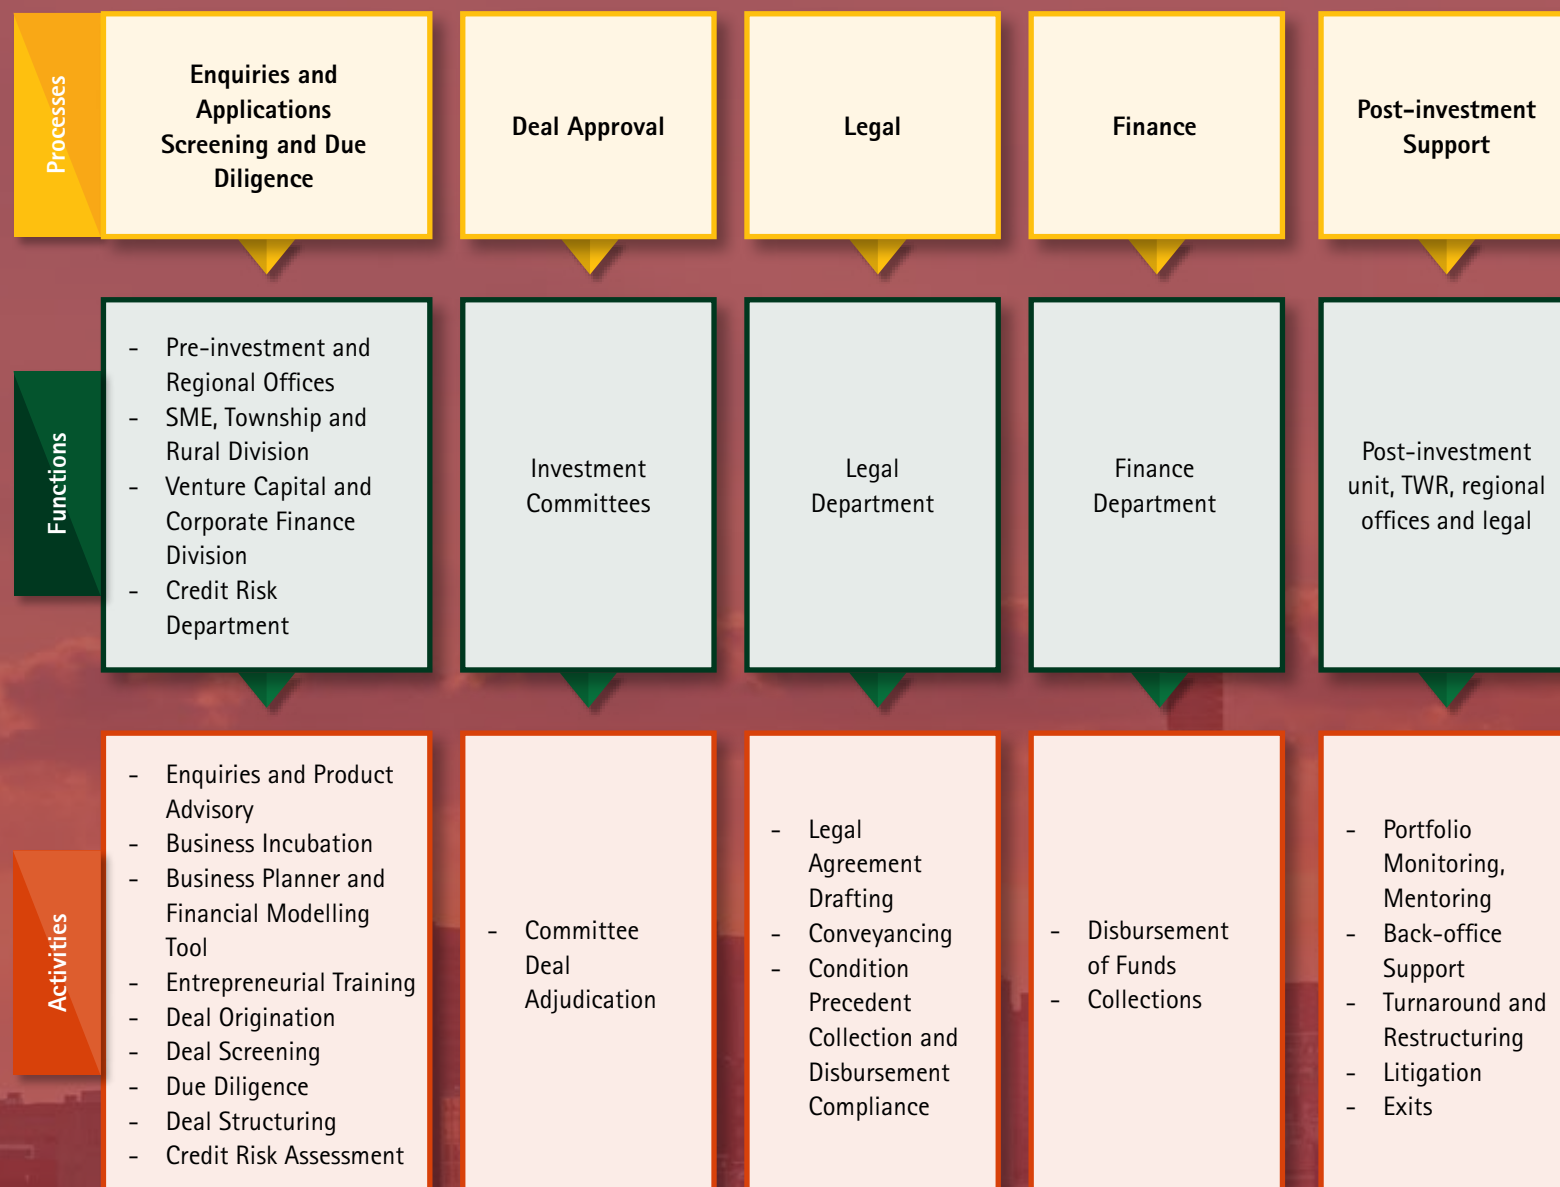 Processes
Enquiries and
Applications
Screening and Due
Diligence
Deal Approval
Legal
Finance
Post-investment
Support
Functions
- Pre-investment and
Regional Offices
- SME, Township and
Rural Division
- Venture Capital and
Corporate Finance
Division
- Credit Risk
Department
Investment
Committees
Legal
Department
Finance
Department
Post-investment
unit, TWR, regional
offices and legal
Activities
- Enquiries and Product
Advisory
- Business Incubation
- Business Planner and
Financial Modelling
Tool
- Entrepreneurial Training
- Deal Origination
- Deal Screening
- Due Diligence
- Deal Structuring
- Credit Risk Assessment
- Committee
Deal
Adjudication
- Legal
Agreement
Drafting
- Conveyancing
- Condition
Precedent
Collection and
Disbursement
Compliance
- Disbursement
of Funds
- Collections
- Portfolio
Monitoring,
Mentoring
- Back-office
Support
- Turnaround and
Restructuring
- Litigation
- Exits